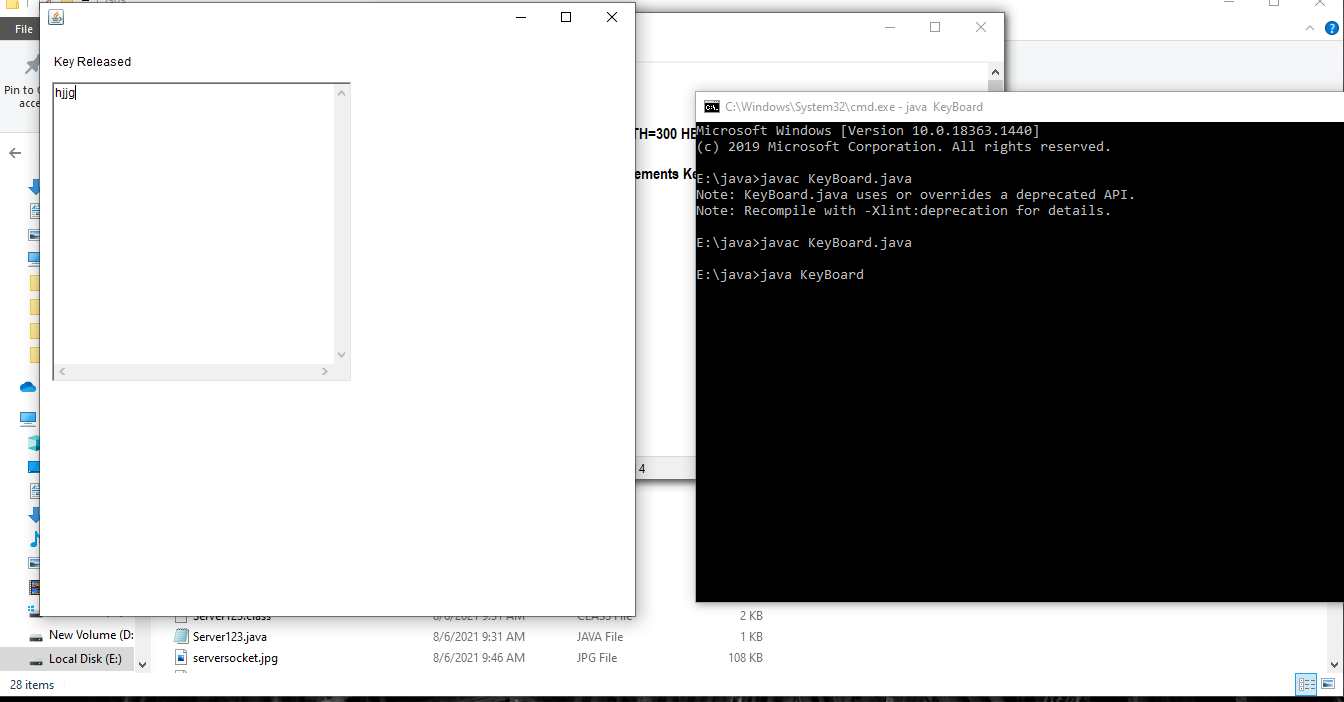 File
Pin to
acce
Key Released
hjjg
TH=300 HE
ements Ke
4
C:\Windows\System32\cmd.exe - java KeyBoard
Microsoft Windows [Version 10.0.18363.1440]
(c) 2019 Microsoft Corporation. All rights reserved.
E:\java>javac KeyBoard.java
Note: KeyBoard.java uses or overrides a deprecated API.
Note: Recompile with -Xlint:deprecation for details.
E:\java>javac KeyBoard.java
E:\java>java KeyBoard
Server123.class 8/6/2021 9:31 AM CLASS File 2 KB
New Volume (D:
Server123.java 8/6/2021 9:31 AM JAVA File 1 KB
Local Disk (E:)
serversocket.jpg 8/6/2021 9:46 AM JPG File 108 KB
28 items